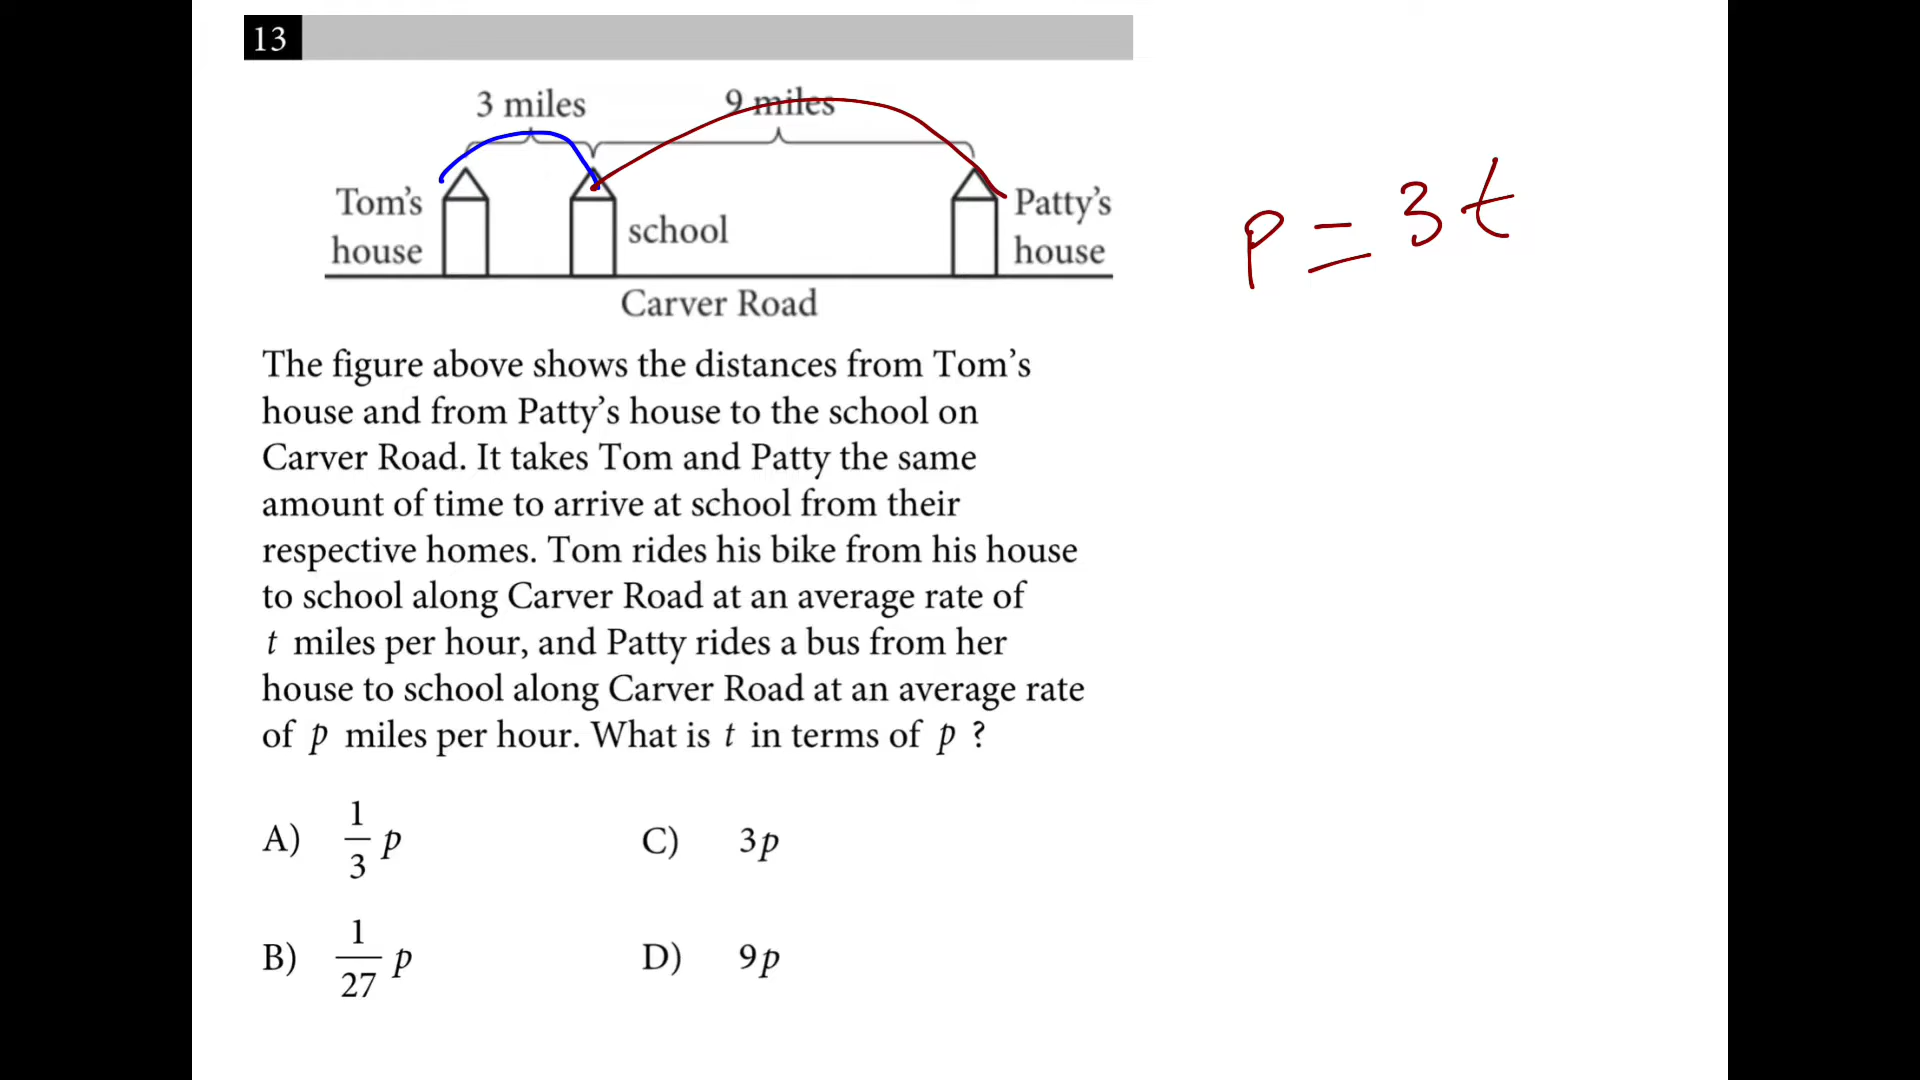 13
3 miles 9 miles
Tom's house
school
Patty's house
Carver Road
p = 3t
The figure above shows the distances from Tom's
house and from Patty's house to the school on
Carver Road. It takes Tom and Patty the same
amount of time to arrive at school from their
respective homes. Tom rides his bike from his house
to school along Carver Road at an average rate of
t miles per hour, and Patty rides a bus from her
house to school along Carver Road at an average rate
of p miles per hour. What is t in terms of p ?
A) 1/3 p
B) 1/27 p
C) 3p
D) 9p